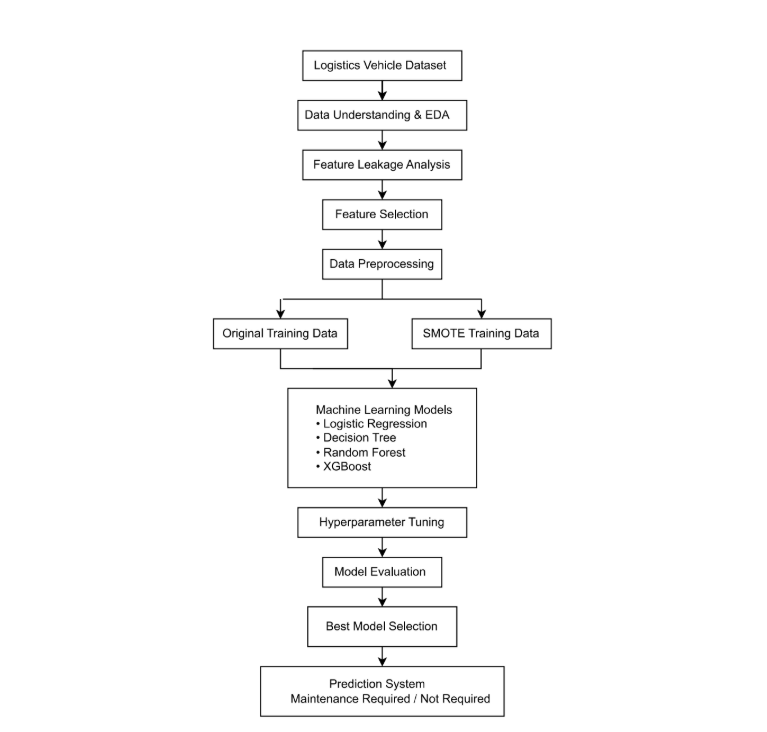 Logistics Vehicle Dataset
Data Understanding & EDA
Feature Leakage Analysis
Feature Selection
Data Preprocessing
Original Training Data
SMOTE Training Data
Machine Learning Models
• Logistic Regression
• Decision Tree
• Random Forest
• XGBoost
Hyperparameter Tuning
Model Evaluation
Best Model Selection
Prediction System
Maintenance Required / Not Required